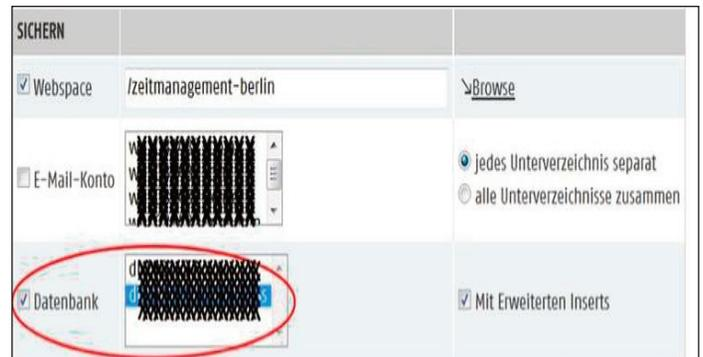 SICHERN
Webspace /zeitmanagement-berlin Browse
jedes Unterverzeichnis separat
E-Mail-Konto
alle Unterverzeichnisse zusammen
Datenbank Mit Erweiterten Inserts